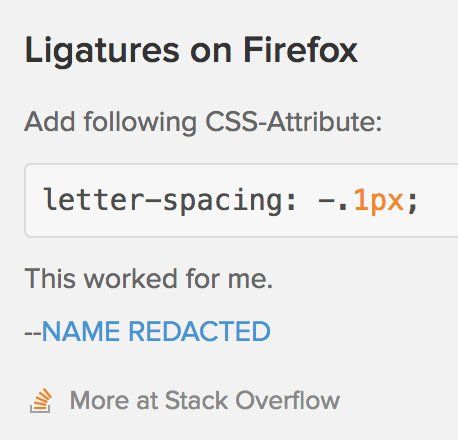 Ligatures on Firefox
Add following CSS-Attribute:
letter-spacing: -.1px;
This worked for me.
--NAME REDACTED
More at Stack Overflow